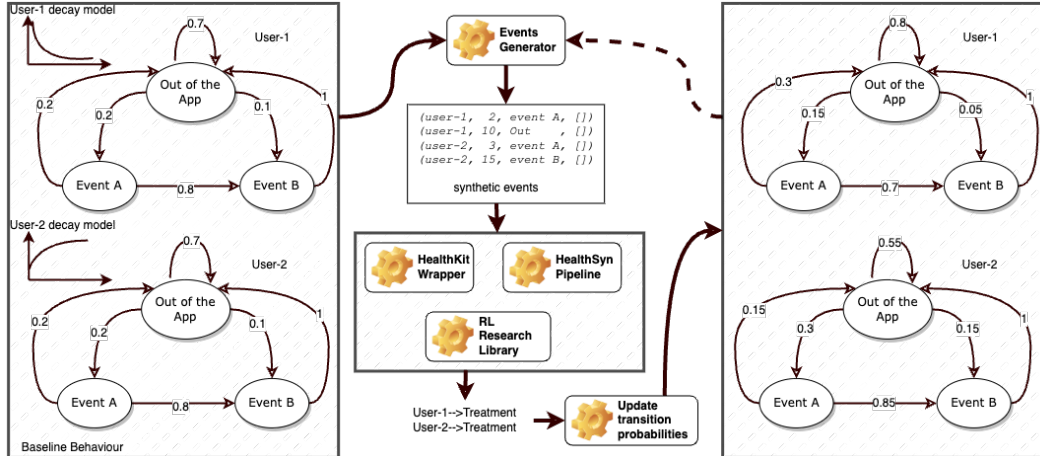 User-1 decay model
User-1
0.7
Out of the
App
0.2
0.2
0.1
1
Event A
0.8
Event B
User-2 decay model
User-2
0.7
Out of the
App
0.2
0.2
0.1
1
Event A
0.8
Event B
Baseline Behaviour
Events
Generator
(user-1, 2, event A, [])
(user-1, 10, Out , [])
(user-2, 3, event A, [])
(user-2, 15, event B, [])
synthetic events
HealthKit
Wrapper
HealthSyn
Pipeline
RL
Research
Library
User-1-->Treatment
User-2-->Treatment
Update
transition
probabilities
User-1
0.8
Out of the
App
0.3
0.15
0.05
1
Event A
0.7
Event B
User-2
0.55
Out of the
App
0.15
0.3
0.15
1
Event A
0.85
Event B